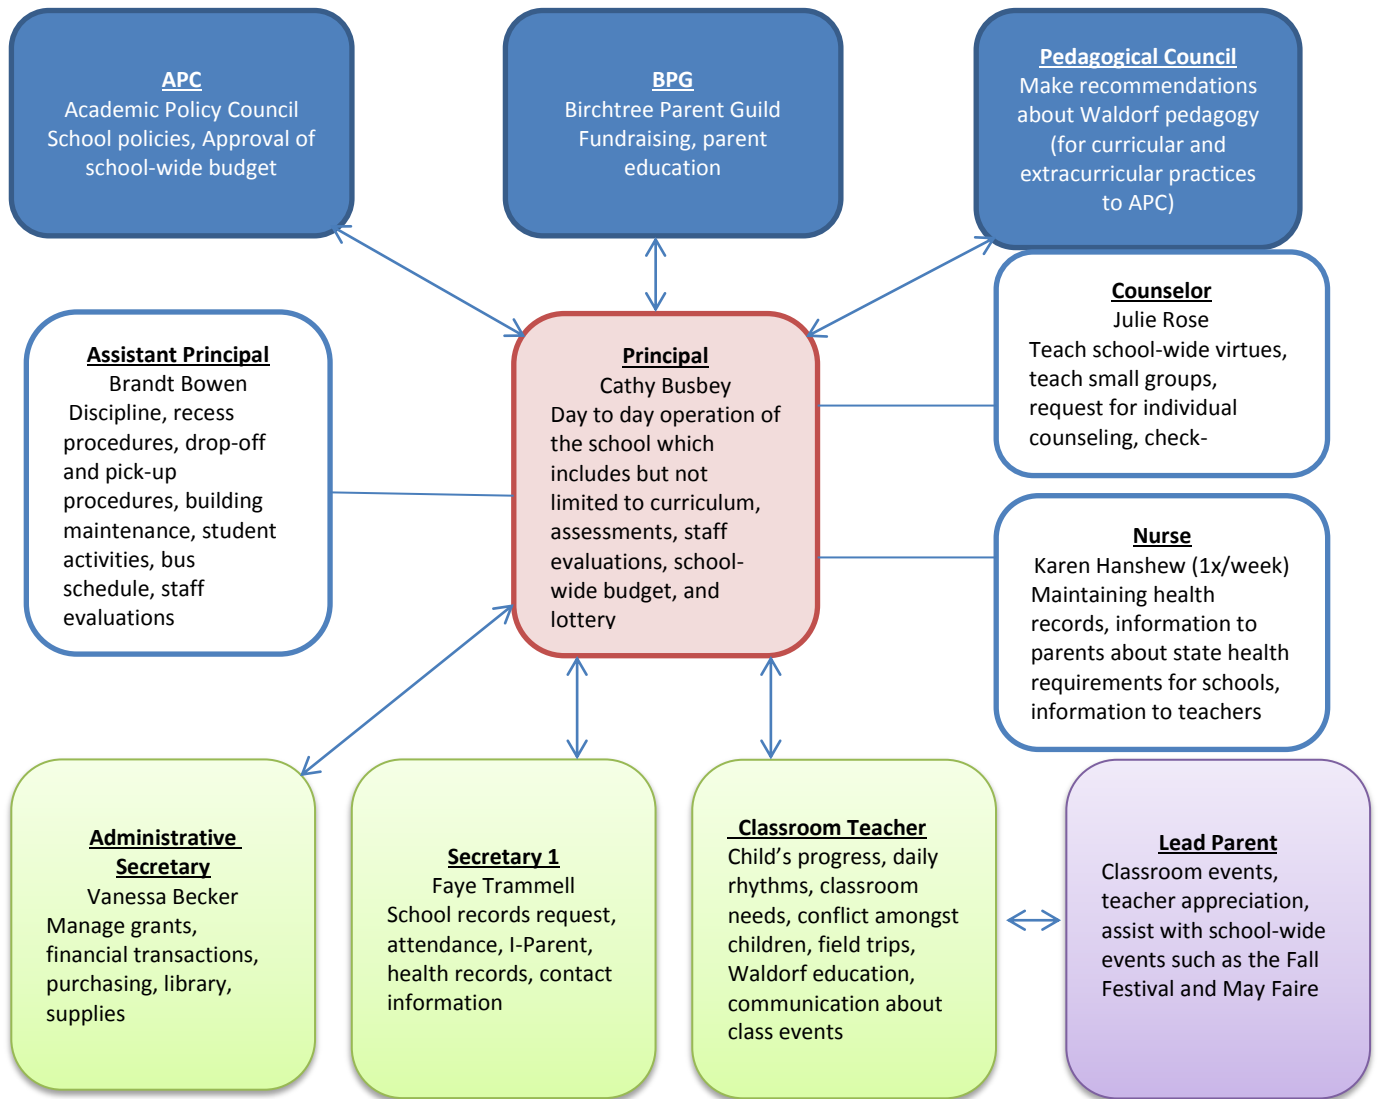 APC
Academic Policy Council
School policies, Approval of
school-wide budget
BPG
Birchtree Parent Guild
Fundraising, parent
education
Pedagogical Council
Make recommendations
about Waldorf pedagogy
(for curricular and
extracurricular practices
to APC)
Assistant Principal
Brandt Bowen
Discipline, recess
procedures, drop-off
and pick-up
procedures, building
maintenance, student
activities, bus
schedule, staff
evaluations
Principal
Cathy Busbey
Day to day operation of
the school which
includes but not
limited to curriculum,
assessments, staff
evaluations, school-
wide budget, and
lottery
Counselor
Julie Rose
Teach school-wide virtues,
teach small groups,
request for individual
counseling, check-
Nurse
Karen Hanshew (1x/week)
Maintaining health
records, information to
parents about state health
requirements for schools,
information to teachers
Administrative
Secretary
Vanessa Becker
Manage grants,
financial transactions,
purchasing, library,
supplies
Secretary 1
Faye Trammell
School records request,
attendance, I-Parent,
health records, contact
information
Classroom Teacher
Child’s progress, daily
rhythms, classroom
needs, conflict amongst
children, field trips,
Waldorf education,
communication about
class events
Lead Parent
Classroom events,
teacher appreciation,
assist with school-wide
events such as the Fall
Festival and May Faire